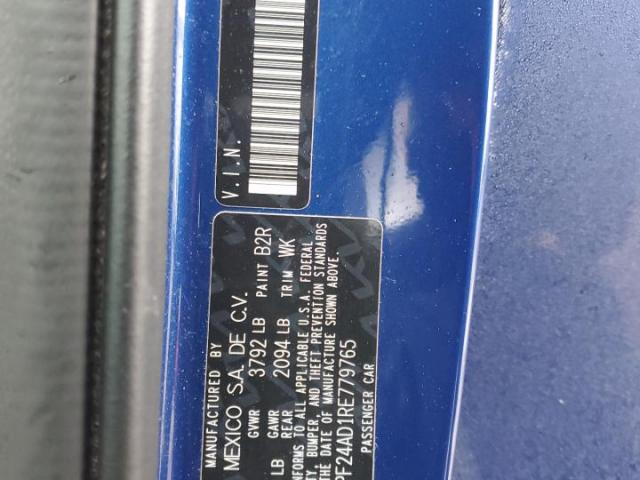 V.I.N.
MANUFACTURED BY
MEXICO S.A. DE C.V.
GVWR 3792 LB PAINT B2R
LB GAWR REAR 2094 LB TRIM WK
TO ALL APPLICABLE U.S.A. FEDERAL
BUMPER, AND THEFT PREVENTION STANDARDS
THE DATE OF MANUFACTURE SHOWN ABOVE.
PF24AD1RE779765
PASSENGER CAR